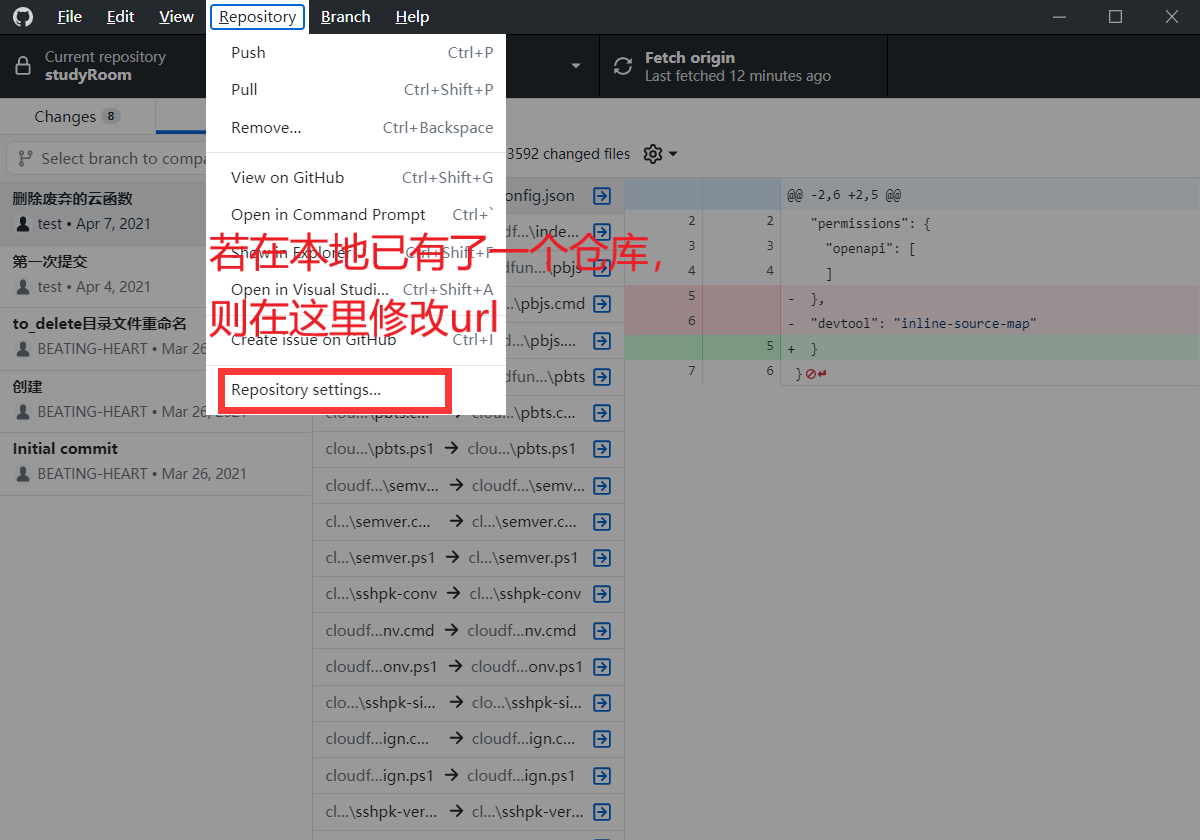 File Edit View Repository Branch Help
Current repository
studyRoom
Fetch origin
Last fetched 12 minutes ago
Push Ctrl+P
Pull Ctrl+Shift+P
Remove... Ctrl+Backspace
View on GitHub Ctrl+Shift+G
Open in Command Prompt Ctrl+`
Show in Explorer Ctrl+Shift+F
Open in Visual Studi... Ctrl+Shift+A
Create issue on GitHub Ctrl+I
Repository settings...
若在本地已有了一个仓库，
则在这里修改url
Changes 8
Select branch to compa
删除废弃的云函数
test • Apr 7, 2021
第一次提交
test • Apr 4, 2021
to_delete目录文件重命名
BEATING-HEART • Mar 26
创建
BEATING-HEART • Mar 26, 2021
Initial commit
BEATING-HEART • Mar 26, 2021
3592 changed files
onfig.json
df...\inde...
dfun...\pbjs
...\pbjs.cmd
d...\pbjs....
dfun...\pbts
...\pbts.c... → ...\pbts.c...
clou...\pbts.ps1 → clou...\pbts.ps1
cloudf...\semv... → cloudf...\semv...
cl...\semver.c... → cl...\semver.c...
cl...\semver.ps1 → cl...\semver.ps1
cl...\sshpk-conv → cl...\sshpk-conv
cloudf...nv.cmd → cloudf...nv.cmd
cloudf...onv.ps1 → cloudf...onv.ps1
clo...\sshpk-si... → clo...\sshpk-si...
cloudf...ign.c... → cloudf...ign.c...
cloudf...ign.ps1 → cloudf...ign.ps1
cl...\sshpk-ver... → cl...\sshpk-ver...
@@ -2,6 +2,5 @@
2 2 "permissions": {
3 3 "openapi": [
4 4 ]
5 - },
6 - "devtool": "inline-source-map"
5 + }
7 6 }